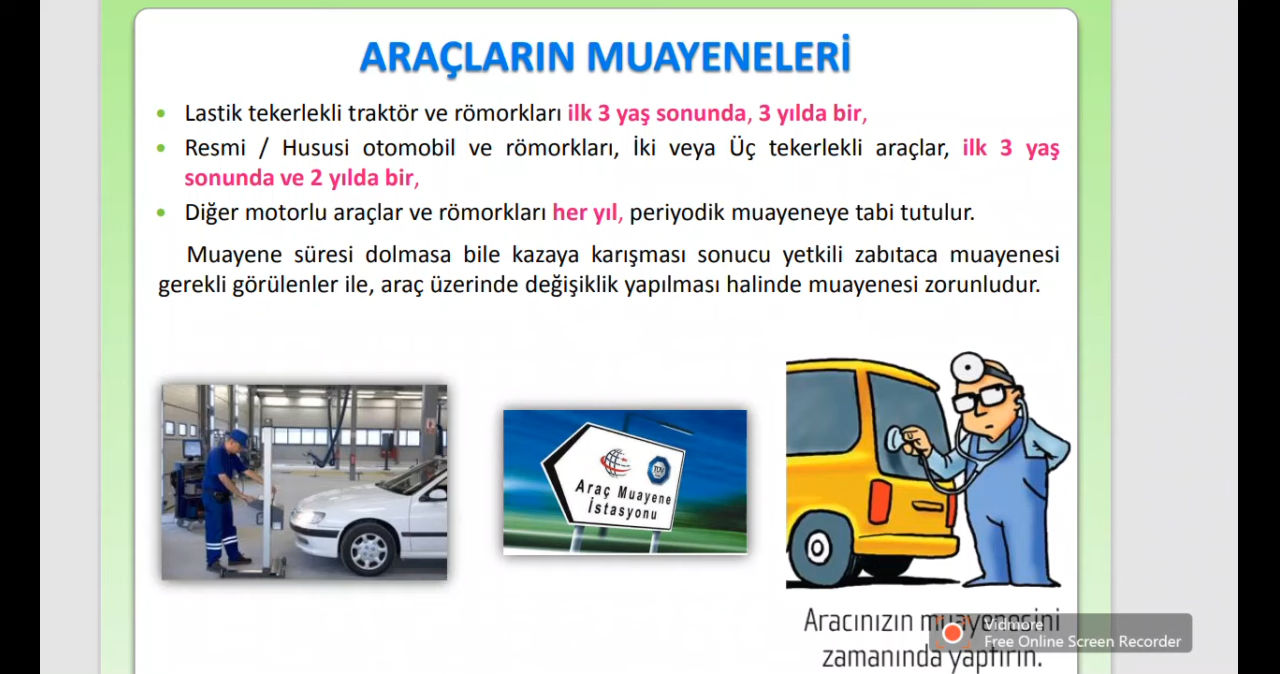 ARAÇLARIN MUAYENELERİ
• Lastik tekerlekli traktör ve römorkları ilk 3 yaş sonunda, 3 yılda bir,
• Resmi / Hususi otomobil ve römorkları, İki veya Üç tekerlekli araçlar, ilk 3 yaş
sonunda ve 2 yılda bir,
• Diğer motorlu araçlar ve römorkları her yıl, periyodik muayeneye tabi tutulur.
Muayene süresi dolmasa bile kazaya karışması sonucu yetkili zabıtaca muayenesi
gerekli görülenler ile, araç üzerinde değişiklik yapılması halinde muayenesi zorunludur.
TÜV
Araç Muayene
İstasyonu
Aracınızın muayenesini
zamanında yaptırın.
Vidmore
Free Online Screen Recorder